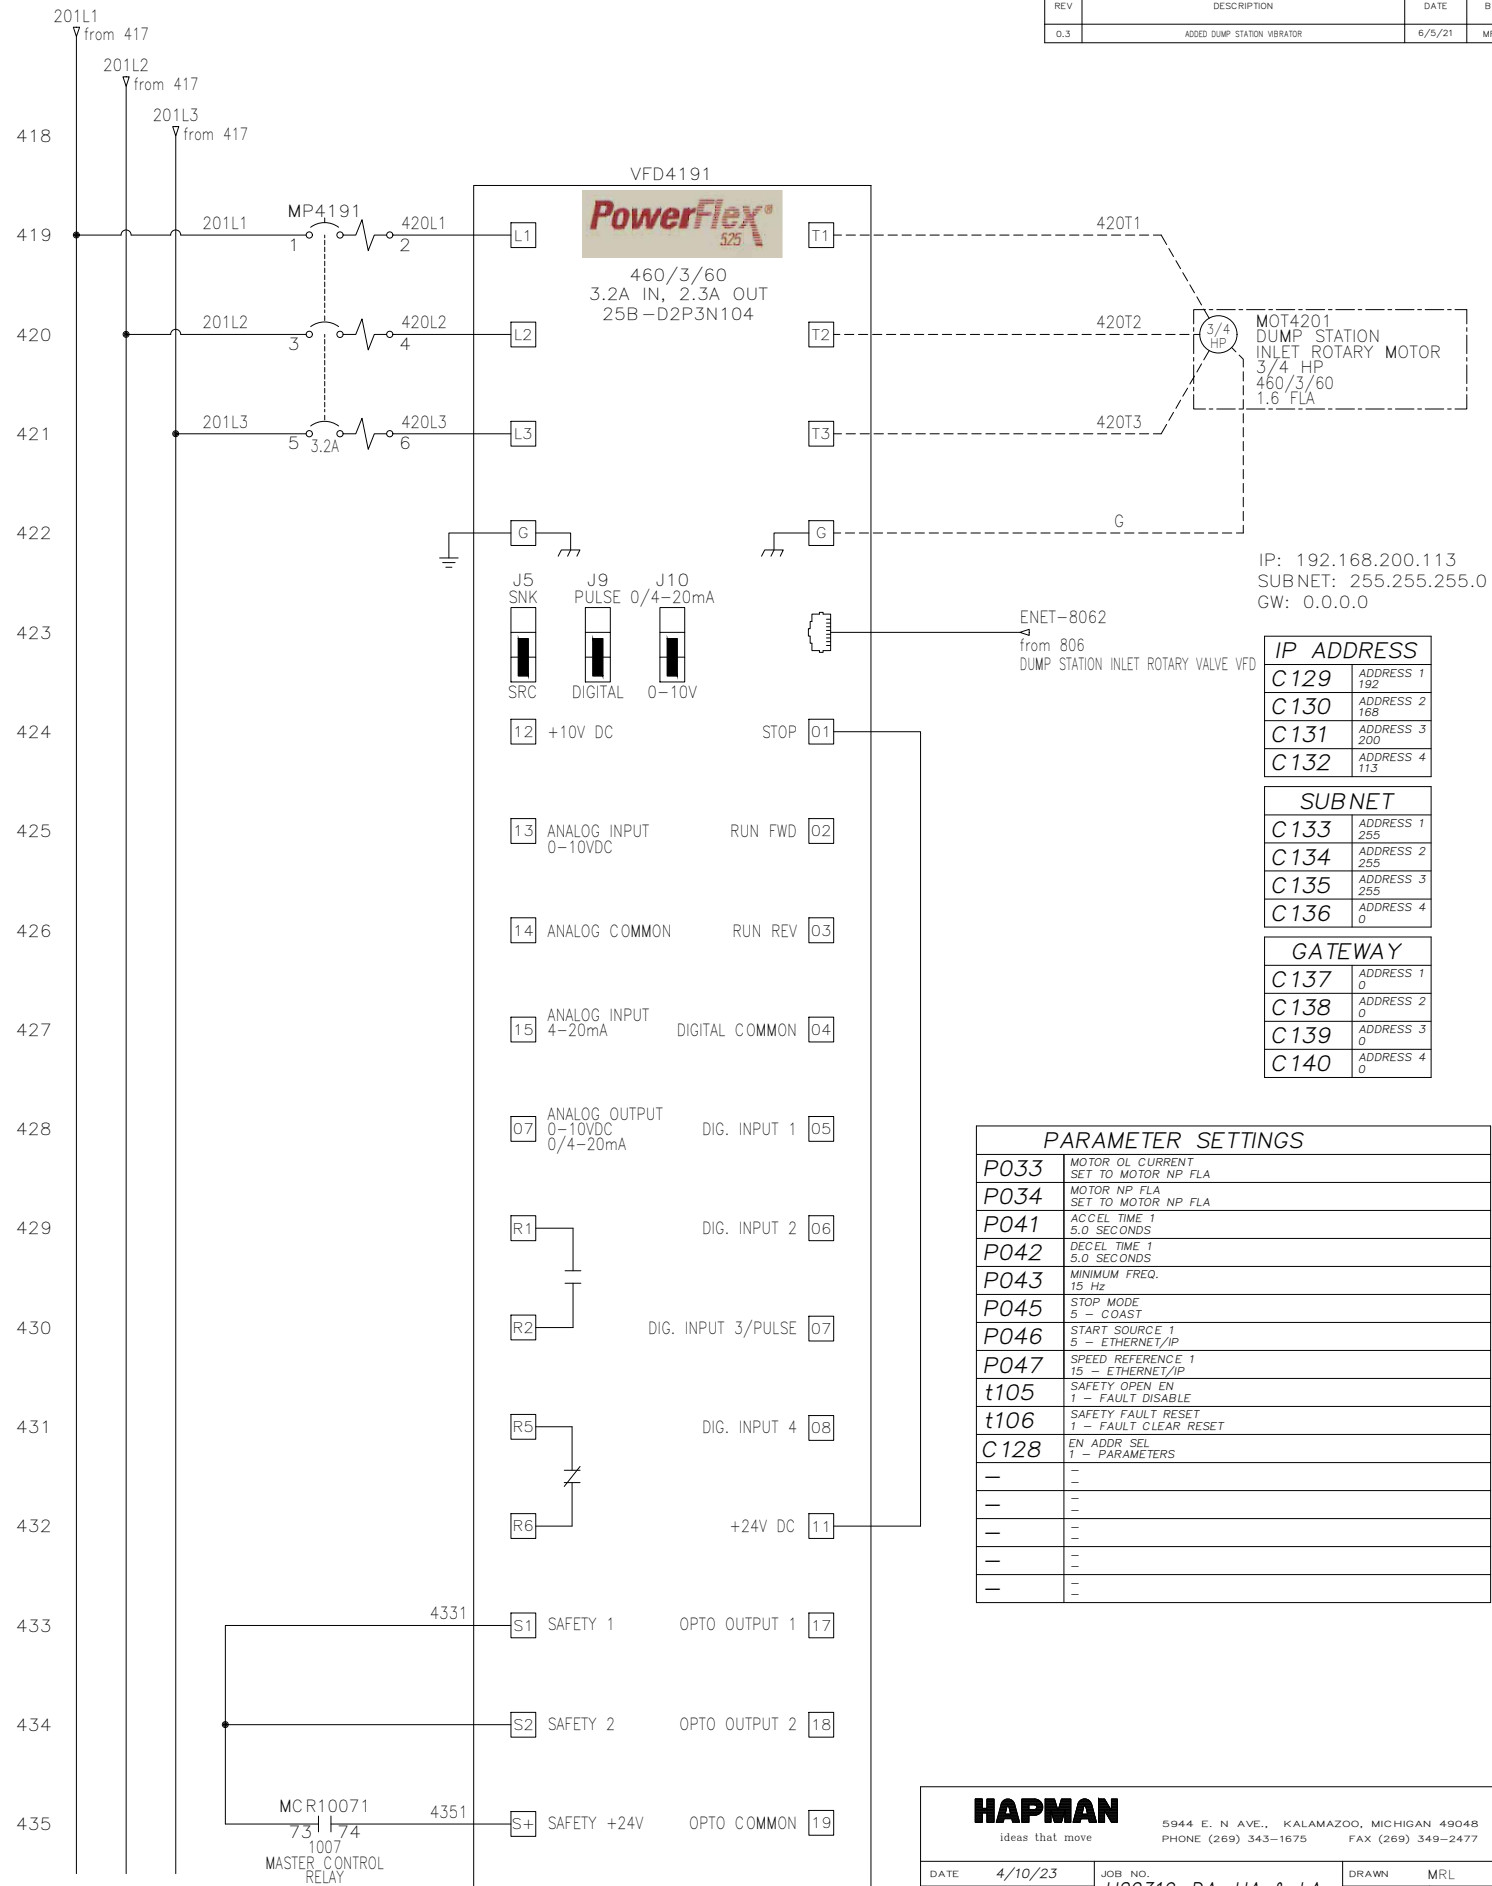 REV DESCRIPTION DATE
0.3 ADDED DUMP STATION VIBRATOR 6/5/21
201L1
from 417
201L2
from 417
201L3
from 417
418
VFD4191
419
201L1
MP4191
1
2
420L1
L1
PowerFlex®
525
T1
420T1
460/3/60
3.2A IN, 2.3A OUT
25B-D2P3N104
420
201L2
3
4
420L2
L2
T2
420T2
3/4
HP
MOT4201
DUMP STATION
INLET ROTARY MOTOR
3/4 HP
460/3/60
1.6 FLA
421
201L3
5
3.2A
6
420L3
L3
T3
420T3
422
G
G
G
IP: 192.168.200.113
SUBNET: 255.255.255.0
GW: 0.0.0.0
J5 J9 J10
SNK PULSE 0/4-20mA
423
SRC DIGITAL 0-10V
ENET-8062
from 806
DUMP STATION INLET ROTARY VALVE VFD
IP ADDRESS
C129 ADDRESS 1
192
C130 ADDRESS 2
168
C131 ADDRESS 3
200
C132 ADDRESS 4
113
SUBNET
C133 ADDRESS 1
255
C134 ADDRESS 2
255
C135 ADDRESS 3
255
C136 ADDRESS 4
0
GATEWAY
C137 ADDRESS 1
0
C138 ADDRESS 2
0
C139 ADDRESS 3
0
C140 ADDRESS 4
0
424
12 +10V DC
STOP 01
425
13 ANALOG INPUT
0-10VDC
RUN FWD 02
426
14 ANALOG COMMON
RUN REV 03
427
15 ANALOG INPUT
4-20mA
DIGITAL COMMON 04
428
07 ANALOG OUTPUT
0-10VDC
0/4-20mA
DIG. INPUT 1 05
429
R1
DIG. INPUT 2 06
430
R2
DIG. INPUT 3/PULSE 07
431
R5
DIG. INPUT 4 08
432
R6
+24V DC 11
433
4331
S1 SAFETY 1
OPTO OUTPUT 1 17
434
S2 SAFETY 2
OPTO OUTPUT 2 18
435
MCR10071
73 74
1007
MASTER CONTROL
RELAY
4351
S+ SAFETY +24V
OPTO COMMON 19
PARAMETER SETTINGS
P033 MOTOR OL CURRENT
SET TO MOTOR NP FLA
P034 MOTOR NP FLA
SET TO MOTOR NP FLA
P041 ACCEL TIME 1
5.0 SECONDS
P042 DECEL TIME 1
5.0 SECONDS
P043 MINIMUM FREQ.
15 Hz
P045 STOP MODE
5 - COAST
P046 START SOURCE 1
5 - ETHERNET/IP
P047 SPEED REFERENCE 1
15 - ETHERNET/IP
t105 SAFETY OPEN EN
1 - FAULT DISABLE
t106 SAFETY FAULT RESET
1 - FAULT CLEAR RESET
C128 EN ADDR SEL
1 - PARAMETERS
- -
-
- -
-
- -
-
- -
-
- -
-
HAPMAN
ideas that move
5944 E. N AVE., KALAMAZOO, MICHIGAN 49048
PHONE (269) 343-1675 FAX (269) 349-2477
DATE 4/10/23
JOB NO.
DRAWN MRL